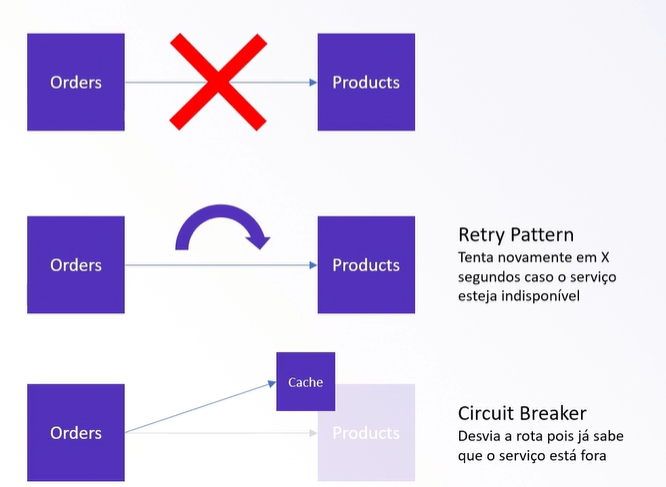 Orders
Products
Orders
Products
Retry Pattern
Tenta novamente em X
segundos caso o serviço
esteja indisponível
Cache
Orders
Products
Circuit Breaker
Desvia a rota pois já sabe
que o serviço está fora